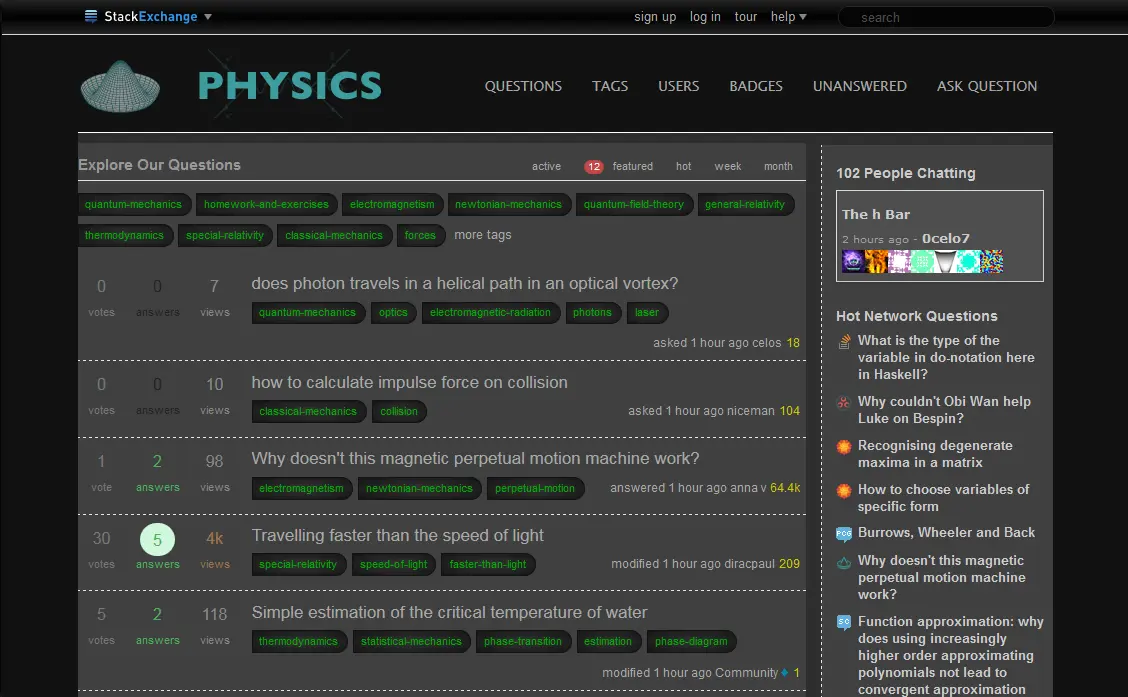 StackExchange
sign up log in tour help
search
PHYSICS
QUESTIONS TAGS USERS BADGES UNANSWERED ASK QUESTION
Explore Our Questions
active 12 featured hot week month
quantum-mechanics homework-and-exercises electromagnetism newtonian-mechanics quantum-field-theory general-relativity
thermodynamics special-relativity classical-mechanics forces more tags
0 votes 0 answers 7 views
does photon travels in a helical path in an optical vortex?
quantum-mechanics optics electromagnetic-radiation photons laser
asked 1 hour ago celos 18
0 votes 0 answers 10 views
how to calculate impulse force on collision
classical-mechanics collision
asked 1 hour ago niceman 104
1 vote 2 answers 98 views
Why doesn't this magnetic perpetual motion machine work?
electromagnetism newtonian-mechanics perpetual-motion
answered 1 hour ago anna v 64.4k
30 votes 5 answers 4k views
Travelling faster than the speed of light
special-relativity speed-of-light faster-than-light
modified 1 hour ago diracpaul 209
5 votes 2 answers 118 views
Simple estimation of the critical temperature of water
thermodynamics statistical-mechanics phase-transition estimation phase-diagram
modified 1 hour ago Community♦ 1
102 People Chatting
The h Bar
2 hours ago - 0celo7
Hot Network Questions
What is the type of the
variable in do-notation here
in Haskell?
Why couldn't Obi Wan help
Luke on Bespin?
Recognising degenerate
maxima in a matrix
How to choose variables of
specific form
PCG
Burrows, Wheeler and Back
Why doesn't this magnetic
perpetual motion machine
work?
SC
Function approximation: why
does using increasingly
higher order approximating
polynomials not lead to
convergent approximation